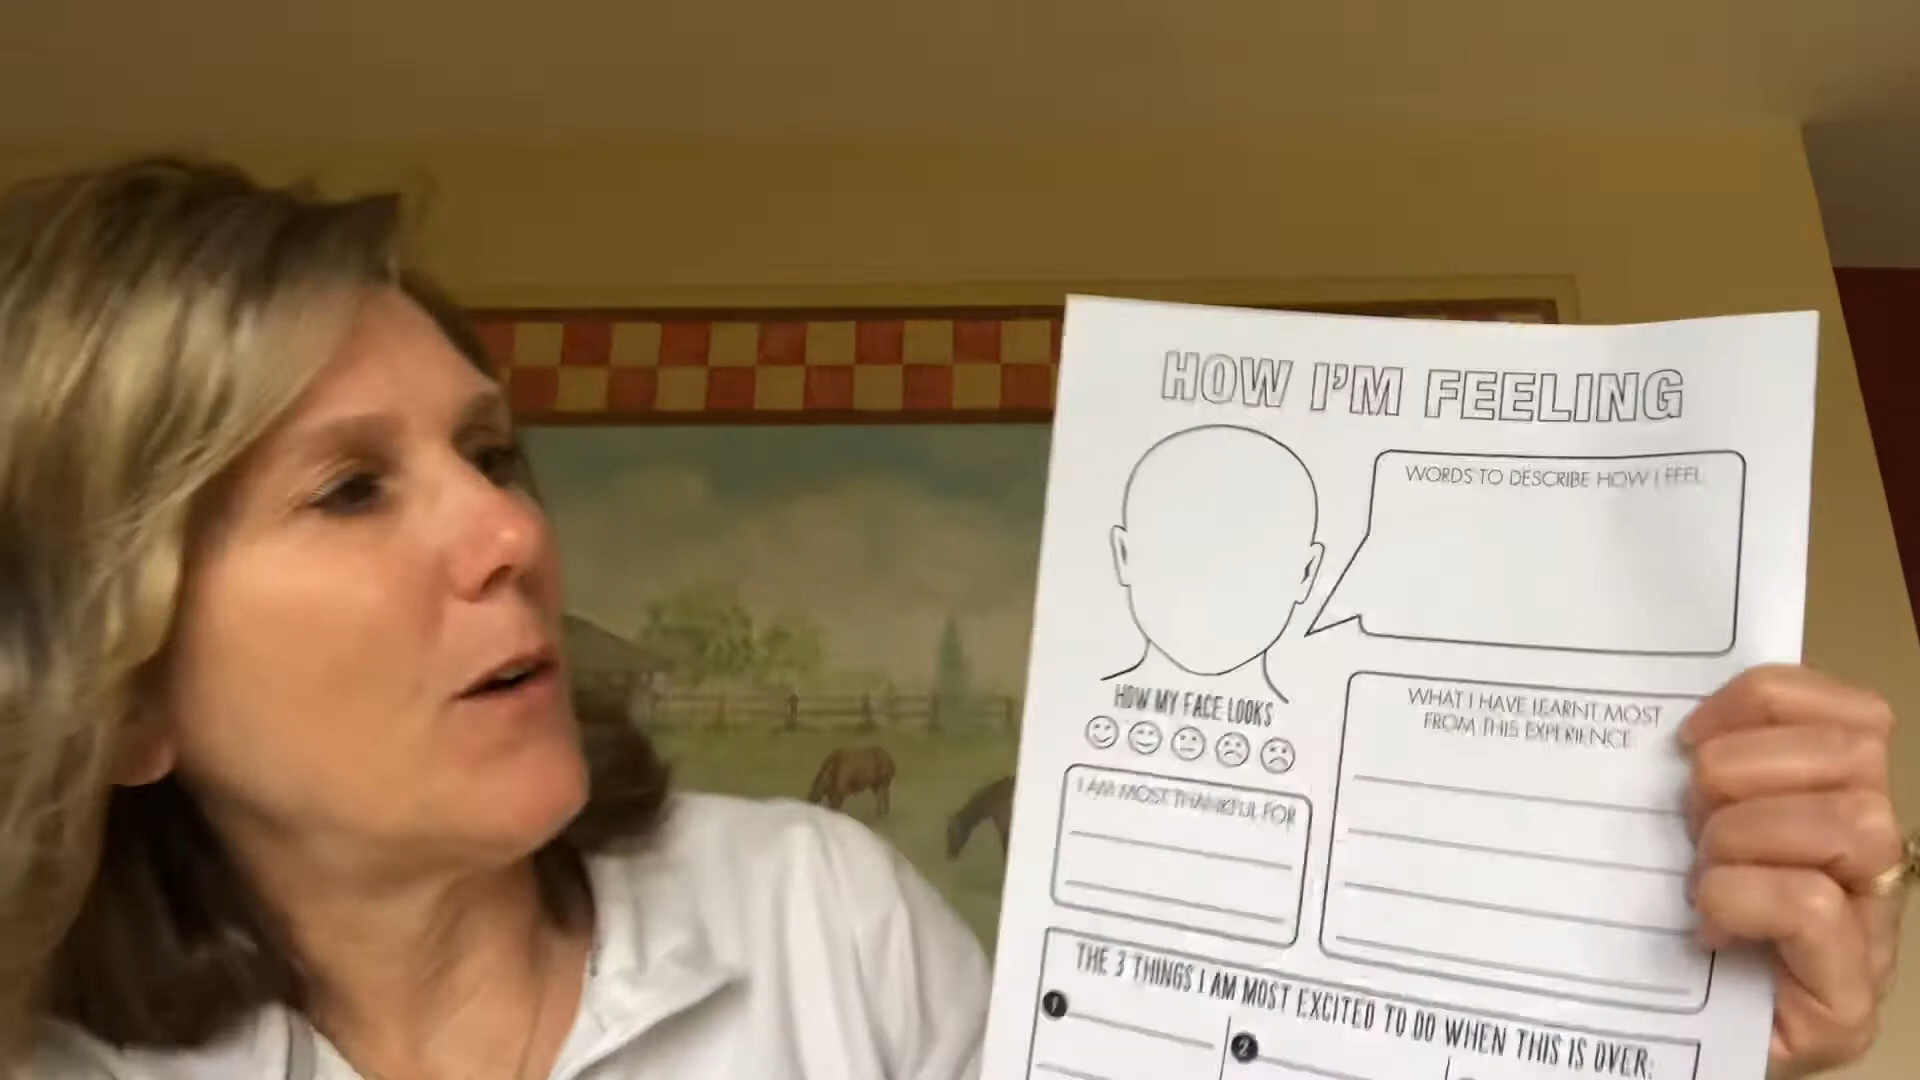 HOW I'M FEELING
WORDS TO DESCRIBE HOW I FEEL
HOW MY FACE LOOKS
WHAT I HAVE LEARNT MOST
FROM THIS EXPERIENCE
I AM MOST THANKFUL FOR
THE 3 THINGS I AM MOST EXCITED TO DO WHEN THIS IS OVER:
1
2